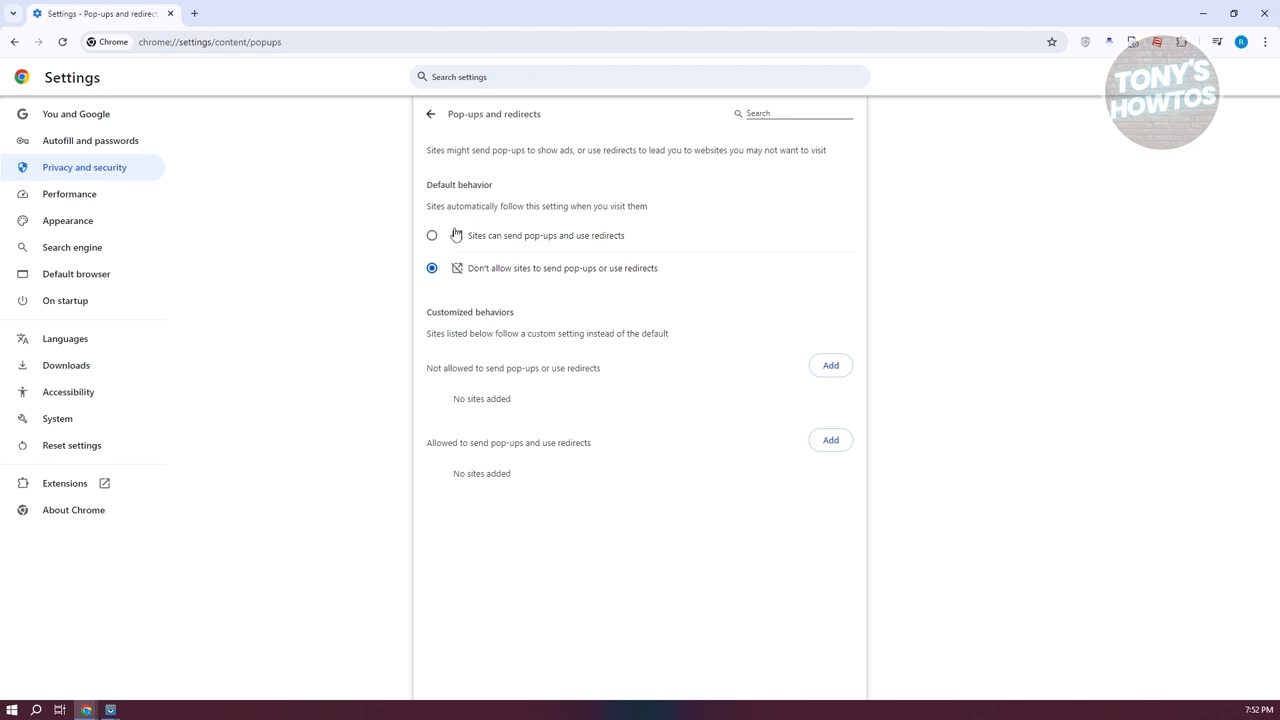 Settings - Pop-ups and redirect
Chrome
chrome://settings/content/popups
R
TONY'S
HOWTOS
Settings
Search settings
You and Google
Autofill and passwords
Privacy and security
Performance
Appearance
Search engine
Default browser
On startup
Languages
Downloads
Accessibility
System
Reset settings
Extensions
About Chrome
Pop-ups and redirects
Search
Sites might send pop-ups to show ads, or use redirects to lead you to websites you may not want to visit
Default behavior
Sites automatically follow this setting when you visit them
Sites can send pop-ups and use redirects
Don't allow sites to send pop-ups or use redirects
Customized behaviors
Sites listed below follow a custom setting instead of the default
Not allowed to send pop-ups or use redirects
Add
No sites added
Allowed to send pop-ups and use redirects
Add
No sites added
7:52 PM